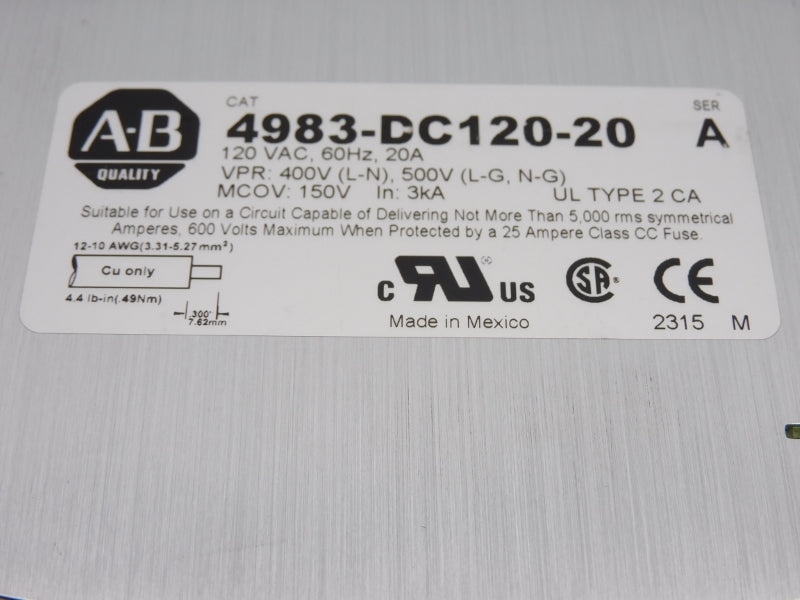 A-B
QUALITY
CAT
SER
4983-DC120-20 A
120 VAC, 60Hz, 20A
VPR: 400V (L-N), 500V (L-G, N-G)
MCOV: 150V In: 3kA UL TYPE 2 CA
Suitable for Use on a Circuit Capable of Delivering Not More Than 5,000 rms symmetrical
Amperes, 600 Volts Maximum When Protected by a 25 Ampere Class CC Fuse.
12-10 AWG(3.31-5.27mm²)
Cu only
4.4 lb-in(.49Nm)
.300"
7.62mm
c RU US
SA ®
CE
Made in Mexico
2315 M